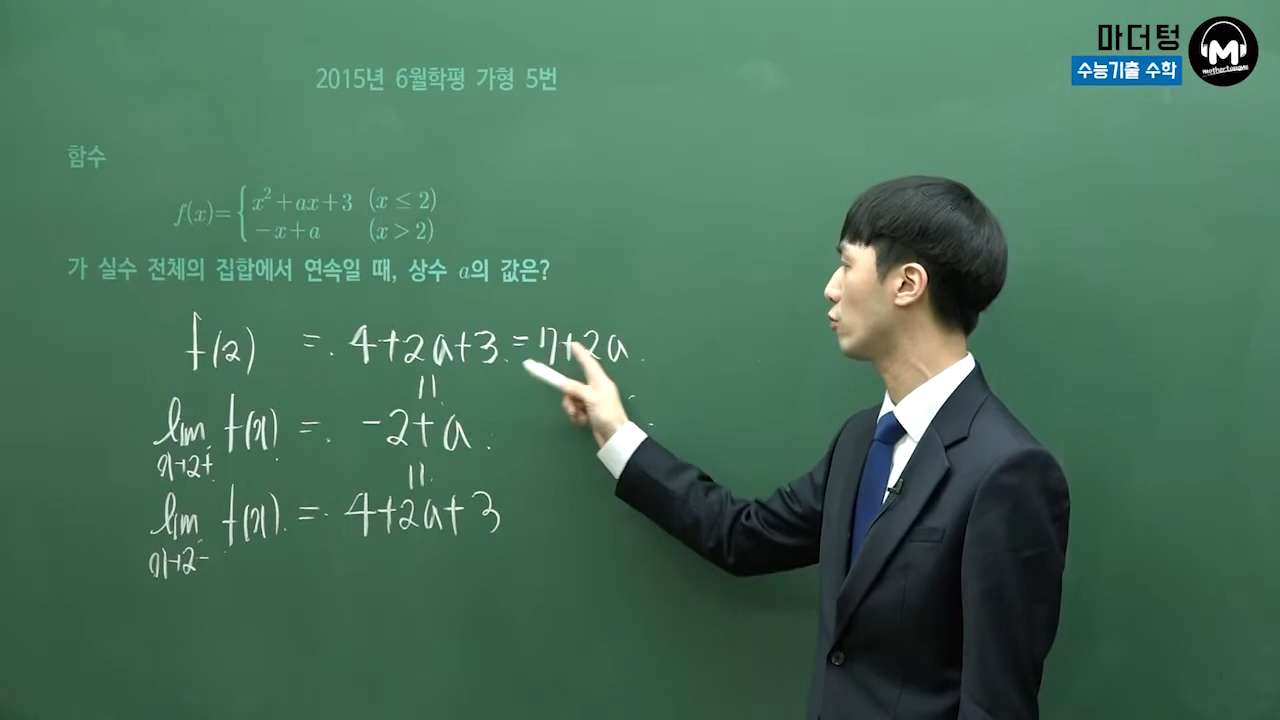 마더텅
수능기출 수학
M
mothertongue
2015년 6월학평 가형 5번
함수
f(x)= { x²+ax+3 (x ≤ 2)
-x+a (x > 2)
가 실수 전체의 집합에서 연속일 때, 상수 a의 값은?
f(2) = 4+2a+3 = 7+2a
||
lim f(x) = -2+a
x→2+
||
lim f(x) = 4+2a+3
x→2-